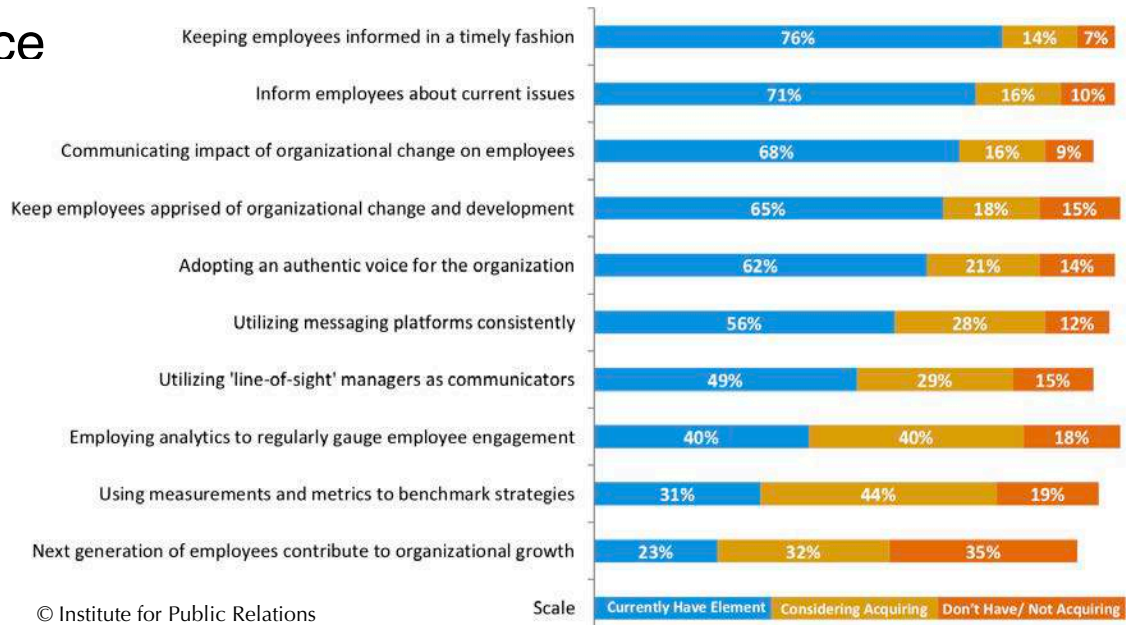 ce
Keeping employees informed in a timely fashion 76% 14% 7%
Inform employees about current issues 71% 16% 10%
Communicating impact of organizational change on employees 68% 16% 9%
Keep employees apprised of organizational change and development 65% 18% 15%
Adopting an authentic voice for the organization 62% 21% 14%
Utilizing messaging platforms consistently 56% 28% 12%
Utilizing 'line-of-sight' managers as communicators 49% 29% 15%
Employing analytics to regularly gauge employee engagement 40% 40% 18%
Using measurements and metrics to benchmark strategies 31% 44% 19%
Next generation of employees contribute to organizational growth 23% 32% 35%
© Institute for Public Relations Scale Currently Have Element Considering Acquiring Don't Have/ Not Acquiring